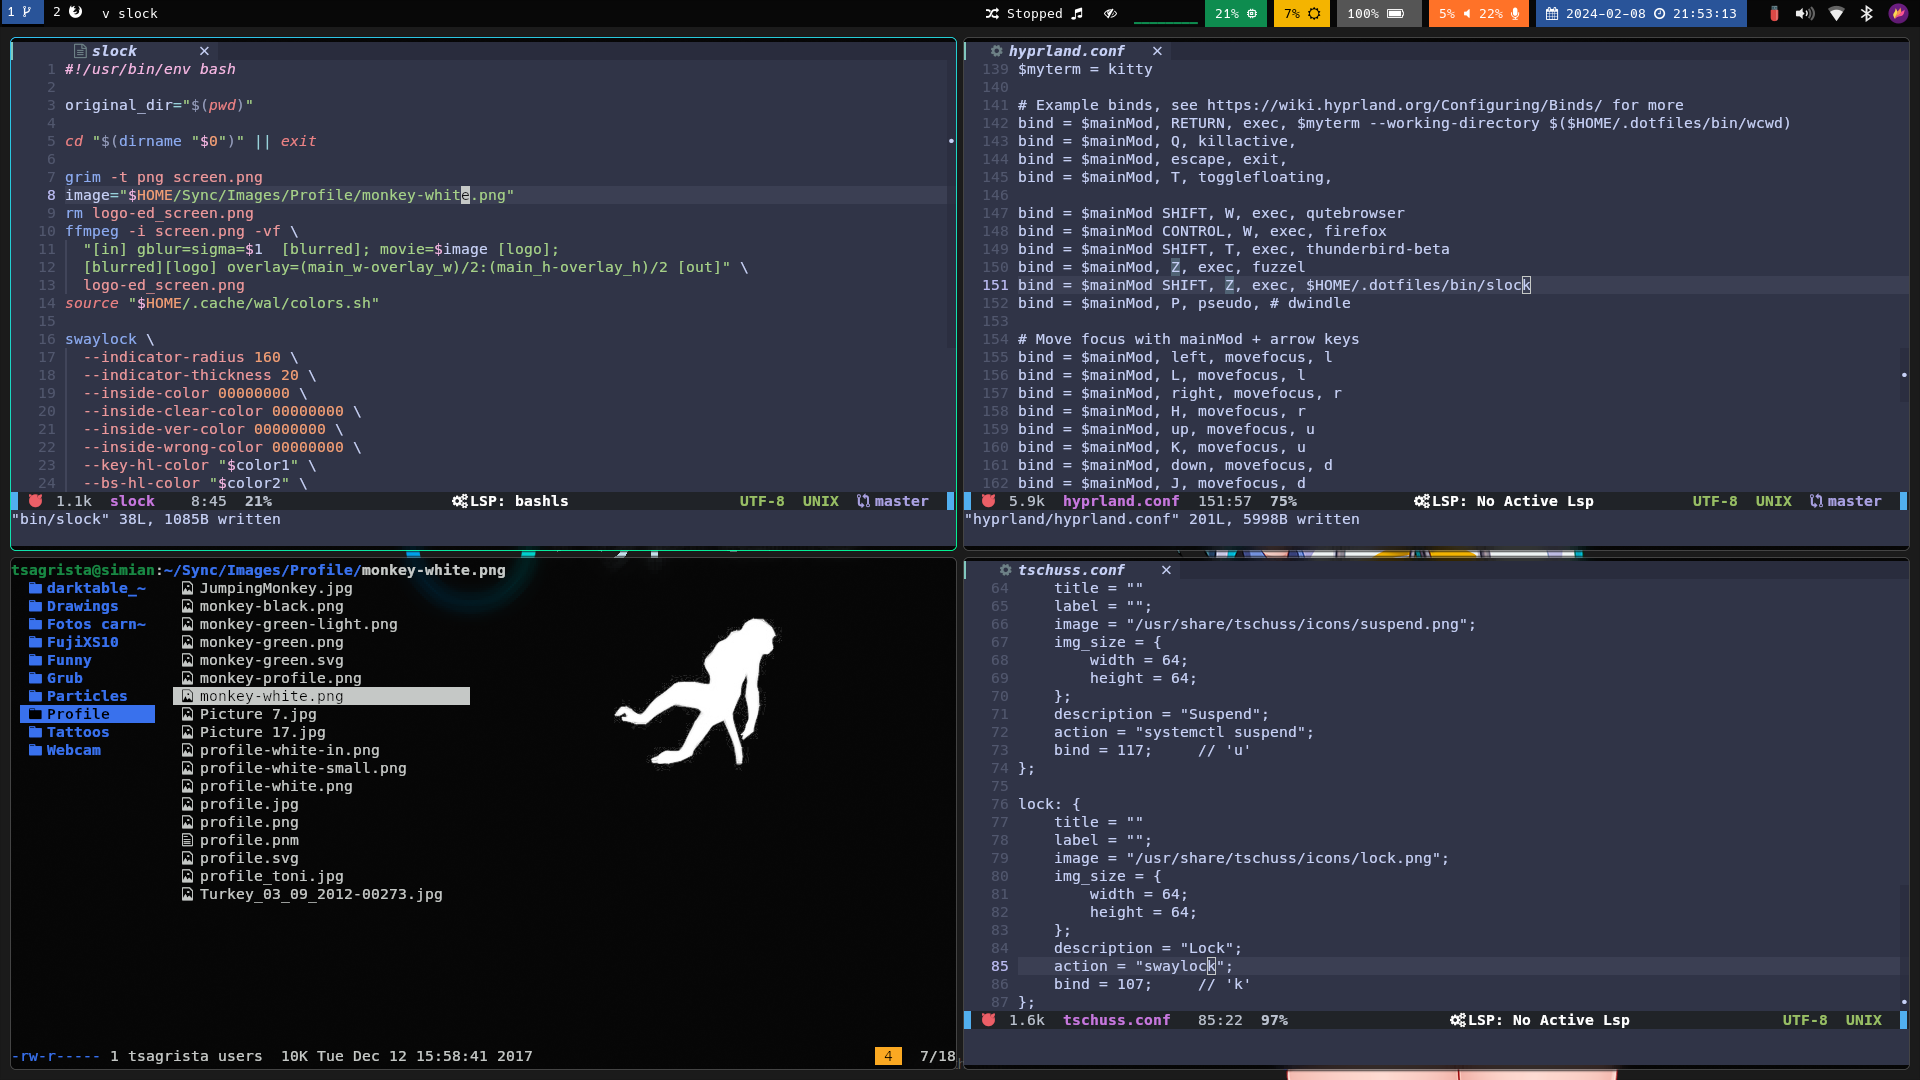 1 2 v slock Stopped 21% 7% 100% 5% 22% 2024-02-08 21:53:13
slock
1 #!/usr/bin/env bash
2
3 original_dir="$(pwd)"
4
5 cd "$(dirname "$0")" || exit
6
7 grim -t png screen.png
8 image="$HOME/Sync/Images/Profile/monkey-white.png"
9 rm logo-ed_screen.png
10 ffmpeg -i screen.png -vf \
11 "[in] gblur=sigma=$1  [blurred]; movie=$image [logo];
12 [blurred][logo] overlay=(main_w-overlay_w)/2:(main_h-overlay_h)/2 [out]" \
13 logo-ed_screen.png
14 source "$HOME/.cache/wal/colors.sh"
15
16 swaylock \
17 --indicator-radius 160 \
18 --indicator-thickness 20 \
19 --inside-color 00000000 \
20 --inside-clear-color 00000000 \
21 --inside-ver-color 00000000 \
22 --inside-wrong-color 00000000 \
23 --key-hl-color "$color1" \
24 --bs-hl-color "$color2" \
1.1k slock 8:45 21% LSP: bashls UTF-8 UNIX master
"bin/slock" 38L, 1085B written
hyprland.conf
139 $myterm = kitty
140
141 # Example binds, see https://wiki.hyprland.org/Configuring/Binds/ for more
142 bind = $mainMod, RETURN, exec, $myterm --working-directory $($HOME/.dotfiles/bin/wcwd)
143 bind = $mainMod, Q, killactive,
144 bind = $mainMod, escape, exit,
145 bind = $mainMod, T, togglefloating,
146
147 bind = $mainMod SHIFT, W, exec, qutebrowser
148 bind = $mainMod CONTROL, W, exec, firefox
149 bind = $mainMod SHIFT, T, exec, thunderbird-beta
150 bind = $mainMod, Z, exec, fuzzel
151 bind = $mainMod SHIFT, Z, exec, $HOME/.dotfiles/bin/slock
152 bind = $mainMod, P, pseudo, # dwindle
153
154 # Move focus with mainMod + arrow keys
155 bind = $mainMod, left, movefocus, l
156 bind = $mainMod, L, movefocus, l
157 bind = $mainMod, right, movefocus, r
158 bind = $mainMod, H, movefocus, r
159 bind = $mainMod, up, movefocus, u
160 bind = $mainMod, K, movefocus, u
161 bind = $mainMod, down, movefocus, d
162 bind = $mainMod, J, movefocus, d
5.9k hyprland.conf 151:57 75% LSP: No Active Lsp UTF-8 UNIX master
"hyprland/hyprland.conf" 201L, 5998B written
tsagrista@simian:~/Sync/Images/Profile/monkey-white.png
darktable_~
Drawings
Fotos carn~
FujiXS10
Funny
Grub
Particles
Profile
Tattoos
Webcam
JumpingMonkey.jpg
monkey-black.png
monkey-green-light.png
monkey-green.png
monkey-green.svg
monkey-profile.png
monkey-white.png
Picture 7.jpg
Picture 17.jpg
profile-white-in.png
profile-white-small.png
profile-white.png
profile.jpg
profile.png
profile.pnm
profile.svg
profile_toni.jpg
Turkey_03_09_2012-00273.jpg
-rw-r----- 1 tsagrista users  10K Tue Dec 12 15:58:41 2017 4 7/18
tschuss.conf
64 title = ""
65 label = "";
66 image = "/usr/share/tschuss/icons/suspend.png";
67 img_size = {
68 width = 64;
69 height = 64;
70 };
71 description = "Suspend";
72 action = "systemctl suspend";
73 bind = 117;     // 'u'
74 };
75
76 lock: {
77 title = ""
78 label = "";
79 image = "/usr/share/tschuss/icons/lock.png";
80 img_size = {
81 width = 64;
82 height = 64;
83 };
84 description = "Lock";
85 action = "swaylock";
86 bind = 107;     // 'k'
87 };
1.6k tschuss.conf 85:22 97% LSP: No Active Lsp UTF-8 UNIX